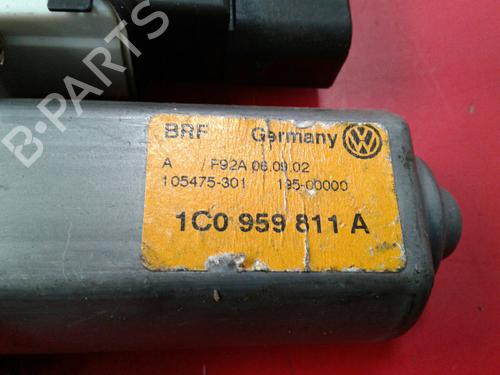 BRF Germany
A / F92A 06.09.02
105475-301 195-00000
1C0 959 811 A
B-PARTS